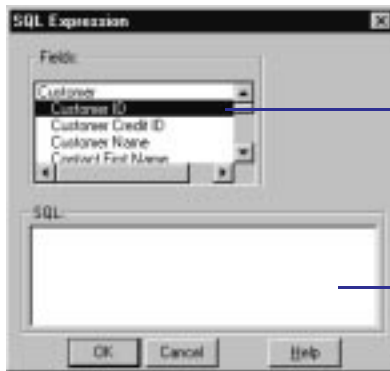 SQL Expression
Fields:
Customer
Customer ID
Customer Credit ID
Customer Name
Contact First Name
SQL:
OK
Cancel
Help